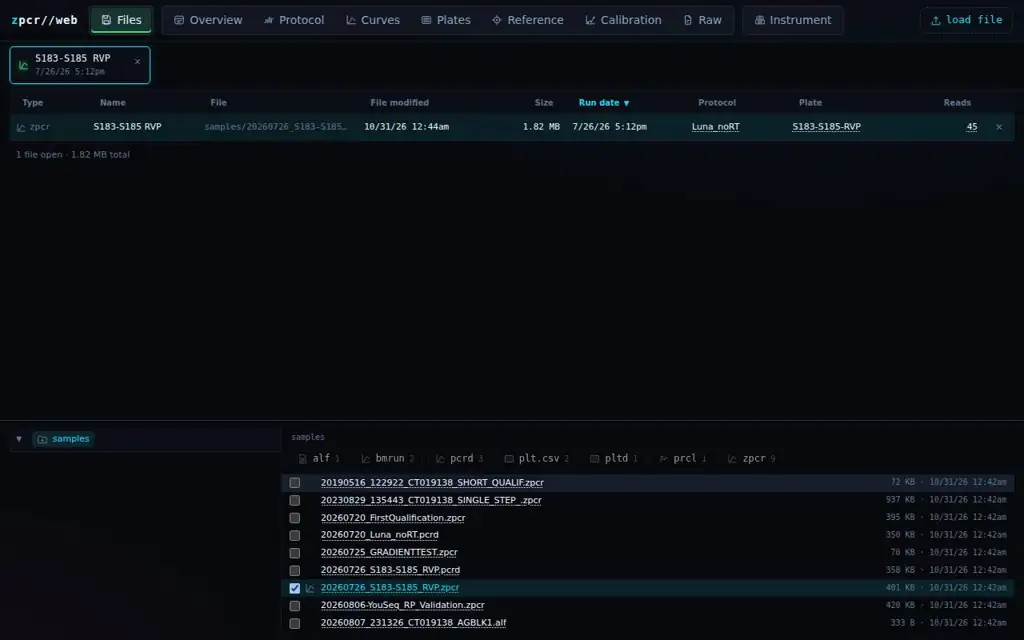 zpcr//web Files Overview Protocol Curves Plates Reference Calibration Raw Instrument load file
S183-S185 RVP ×
7/26/26 5:12pm
Type Name File File modified Size Run date ▼ Protocol Plate Reads
zpcr S183-S185 RVP samples/20260726_S183-S185… 10/31/26 12:44am 1.82 MB 7/26/26 5:12pm Luna_noRT S183-S185-RVP 45 ×
1 file open · 1.82 MB total
▼ samples
samples
alf 1 bmrun 2 pcrd 3 plt.csv 2 pltd 1 prcl 1 zpcr 9
20190516_122922_CT019138_SHORT_QUALIF.zpcr 72 KB · 10/31/26 12:42am
20230829_135443_CT019138_SINGLE_STEP_.zpcr 937 KB · 10/31/26 12:42am
20260720_FirstQualification.zpcr 395 KB · 10/31/26 12:42am
20260720_Luna_noRT.pcrd 350 KB · 10/31/26 12:42am
20260725_GRADIENTTEST.zpcr 70 KB · 10/31/26 12:42am
20260726_S183-S185_RVP.pcrd 358 KB · 10/31/26 12:42am
20260726_S183-S185_RVP.zpcr 401 KB · 10/31/26 12:42am
20260806-YouSeq_RP_Validation.zpcr 420 KB · 10/31/26 12:42am
20260807_231326_CT019138_AGBLK1.alf 333 B · 10/31/26 12:42am